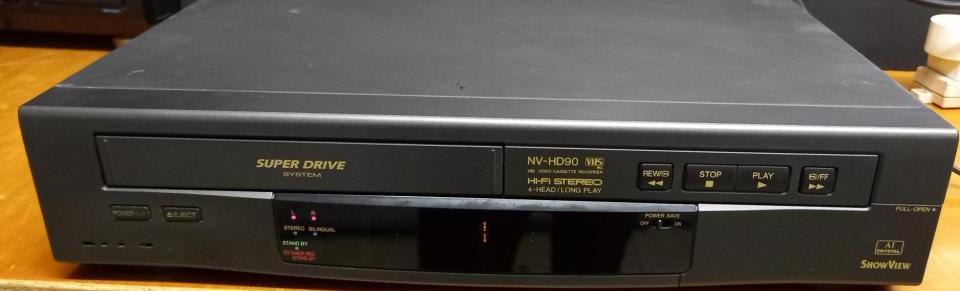 SUPER DRIVE
SYSTEM
NV-HD90 VHS
HQ VIDEO CASSETTE RECORDER
Hi-Fi STEREO
4-HEAD/LONG PLAY
REW
STOP
PLAY
/FF
PULL-OPEN
POWER
EJECT
L R
STEREO BILINGUAL
STAND BY
TIMER REC
STAND BY
POWER SAVE
OFF ON
AI
CRYSTAL
SHOWVIEW